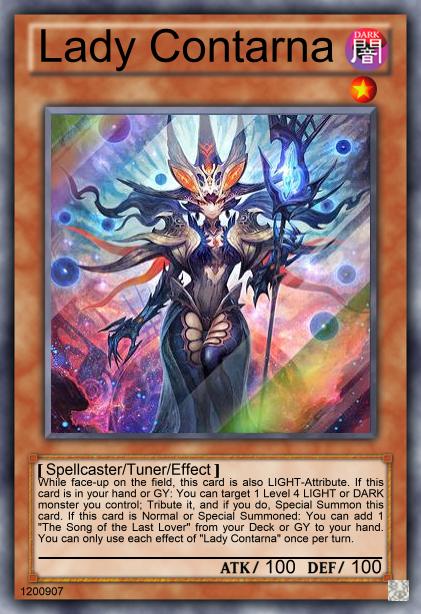 Lady Contarna
DARK
闇
[ Spellcaster/Tuner/Effect ]
While face-up on the field, this card is also LIGHT-Attribute. If this
card is in your hand or GY: You can target 1 Level 4 LIGHT or DARK
monster you control; Tribute it, and if you do, Special Summon this
card. If this card is Normal or Special Summoned: You can add 1
"The Song of the Last Lover" from your Deck or GY to your hand.
You can only use each effect of "Lady Contarna" once per turn.
ATK/ 100 DEF/ 100
1200907